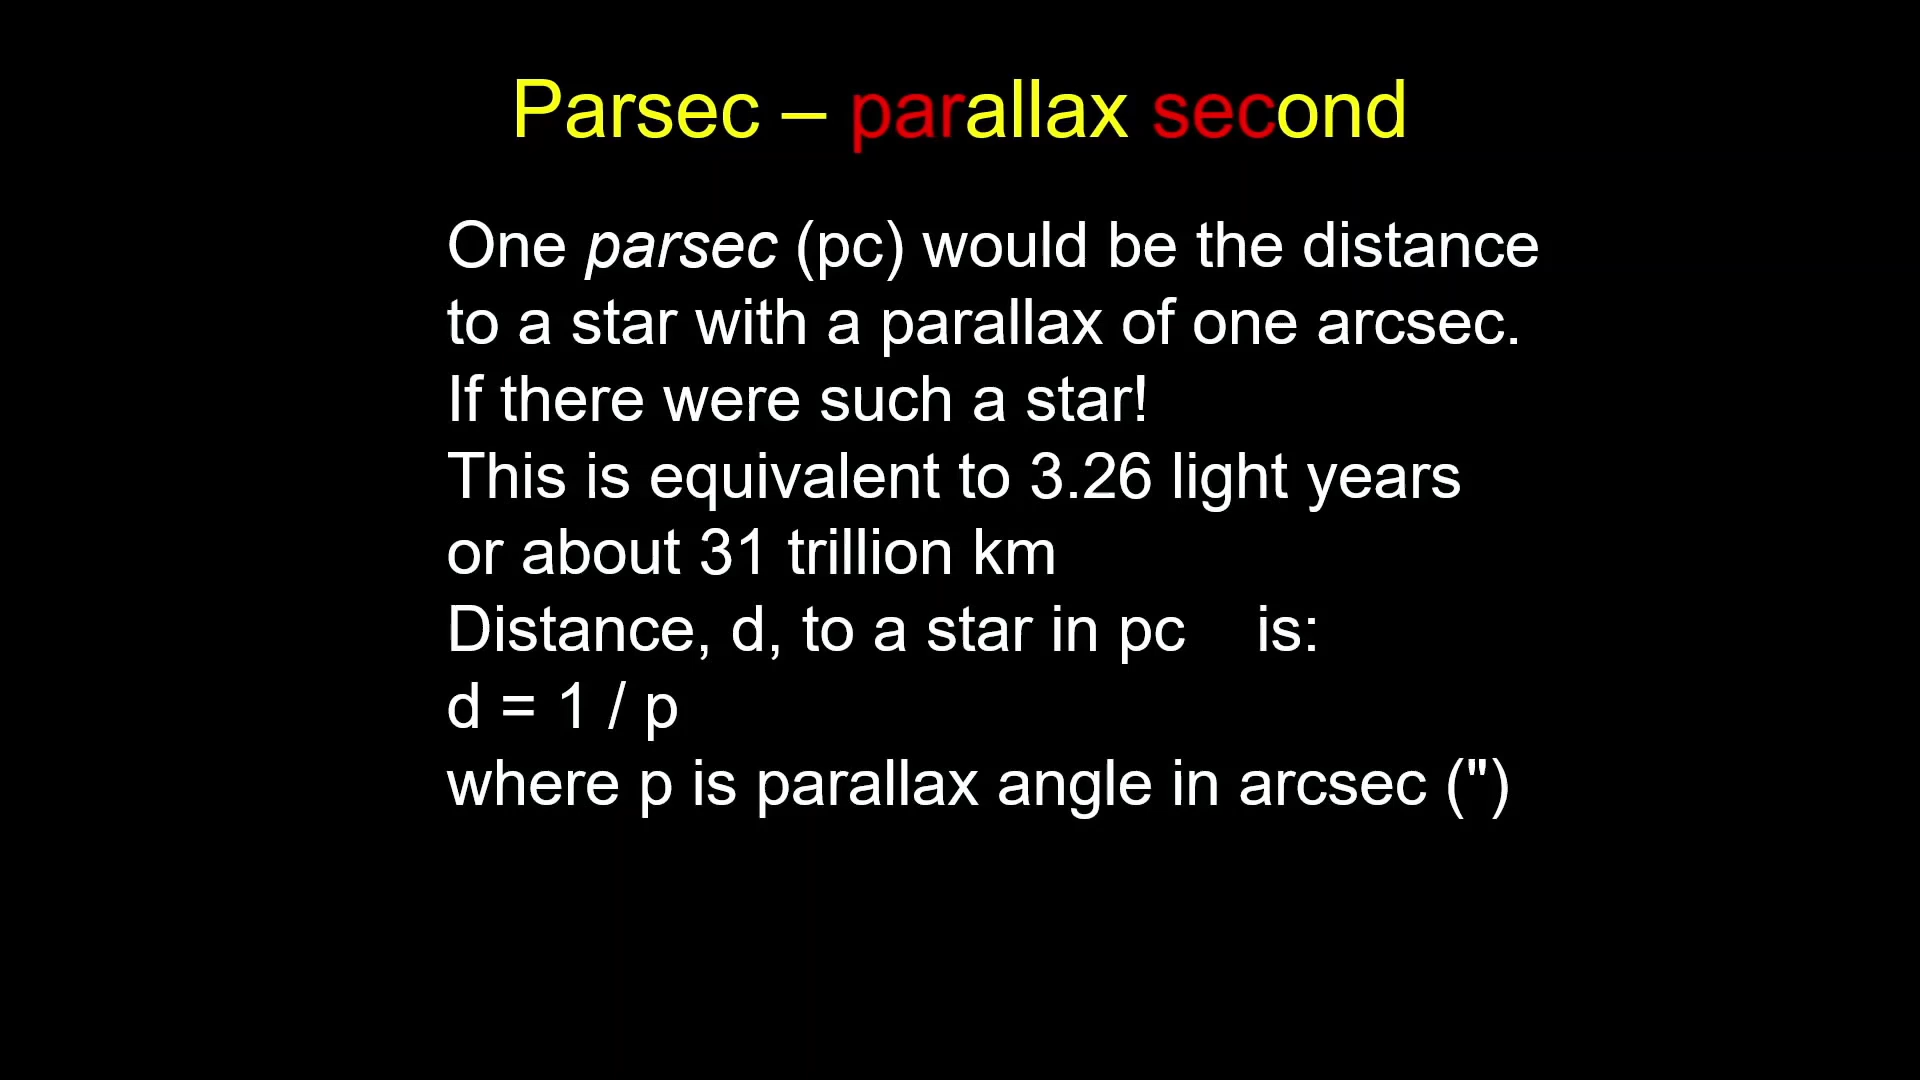 Parsec – parallax second
One parsec (pc) would be the distance
to a star with a parallax of one arcsec.
If there were such a star!
This is equivalent to 3.26 light years
or about 31 trillion km
Distance, d, to a star in pc    is:
d = 1 / p
where p is parallax angle in arcsec (")